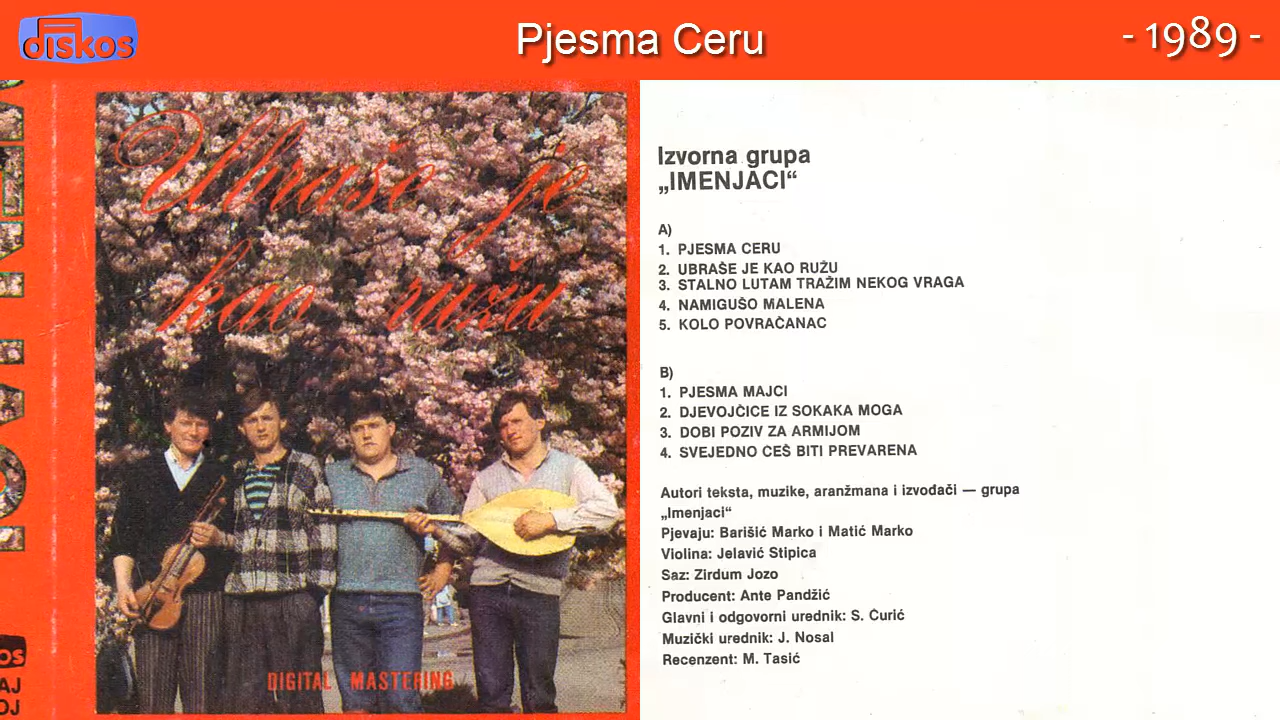 diskos
Pjesma Ceru
- 1989 -
Ubraše je
kao ružu
DIGITAL MASTERING
OS
AJ
OJ
Izvorna grupa
„IMENJACI“
A)
1. PJESMA CERU
2. UBRAŠE JE KAO RUŽU
3. STALNO LUTAM TRAŽIM NEKOG VRAGA
4. NAMIGUŠO MALENA
5. KOLO POVRAČANAC
B)
1. PJESMA MAJCI
2. DJEVOJČICE IZ SOKAKA MOGA
3. DOBI POZIV ZA ARMIJOM
4. SVEJEDNO CEŠ BITI PREVARENA
Autori teksta, muzike, aranžmana i izvođači — grupa
„Imenjaci“
Pjevaju: Barišić Marko i Matić Marko
Violina: Jelavić Stipica
Saz: Zirdum Jozo
Producent: Ante Pandžić
Glavni i odgovorni urednik: S. Ćurić
Muzički urednik: J. Nosal
Recenzent: M. Tasić